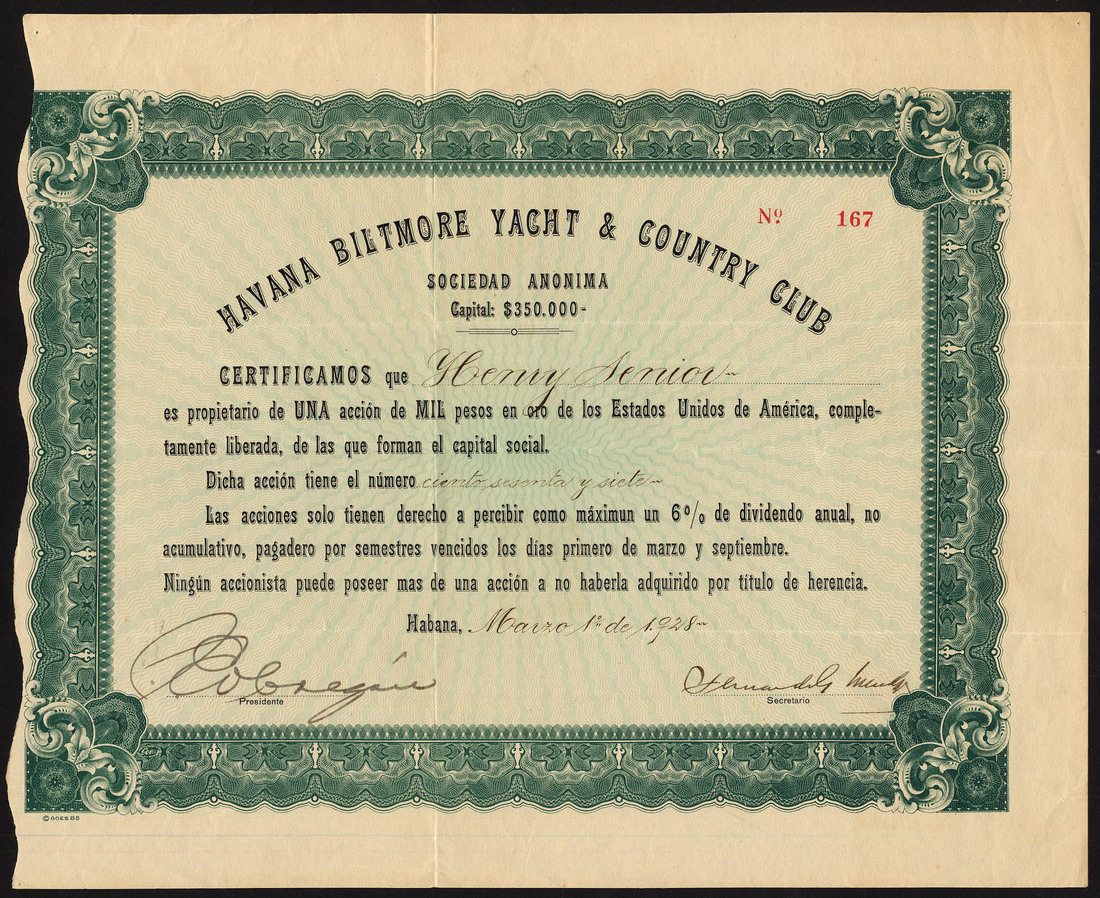 Nº 167
HAVANA BILTMORE YACHT & COUNTRY CLUB
SOCIEDAD ANONIMA
Capital: $350.000-
CERTIFICAMOS que Henry Senior
es propietario de UNA acción de MIL pesos en oro de los Estados Unidos de América, comple-
tamente liberada, de las que forman el capital social.
Dicha acción tiene el número ciento sesenta y siete
Las acciones solo tienen derecho a percibir como máximun un 6% de dividendo anual, no
acumulativo, pagadero por semestres vencidos los días primero de marzo y septiembre.
Ningún accionista puede poseer mas de una acción a no haberla adquirido por título de herencia.
Habana, Marzo 1º de 1928
Presidente
Secretario
© GOES 85